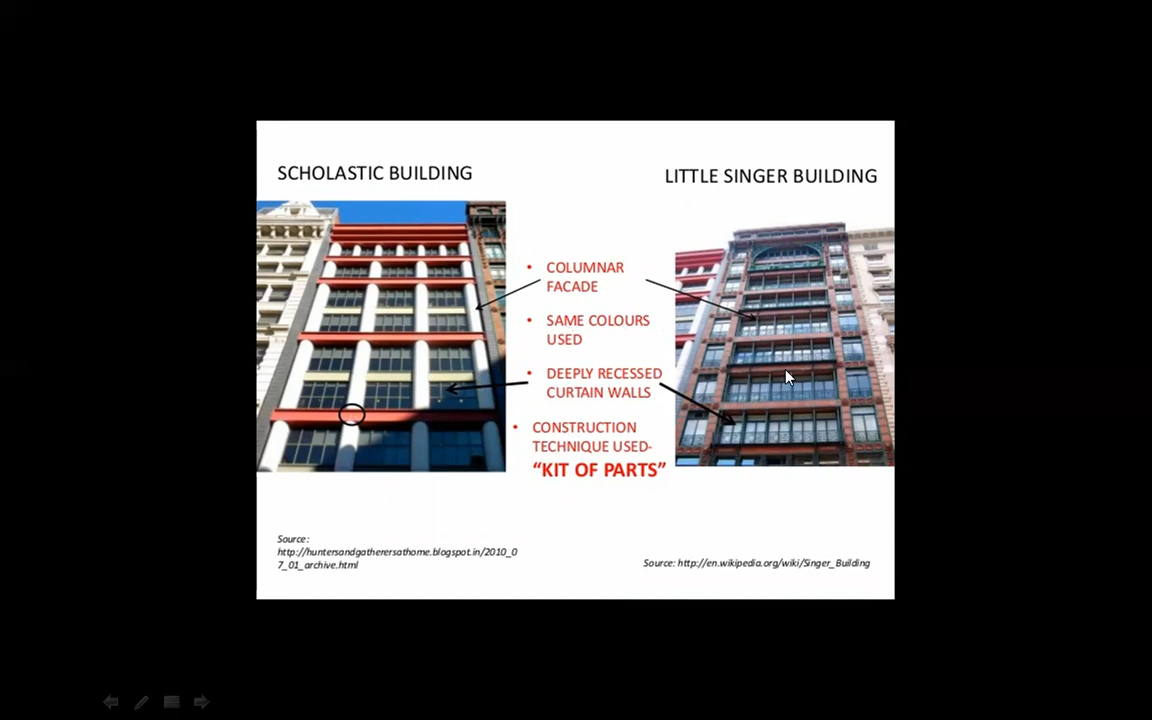 SCHOLASTIC BUILDING
LITTLE SINGER BUILDING
• COLUMNAR
FACADE
• SAME COLOURS
USED
• DEEPLY RECESSED
CURTAIN WALLS
• CONSTRUCTION
TECHNIQUE USED-
“KIT OF PARTS”
Source:
http://huntersandgatherersathome.blogspot.in/2010_0
7_01_archive.html
Source: http://en.wikipedia.org/wiki/Singer_Building